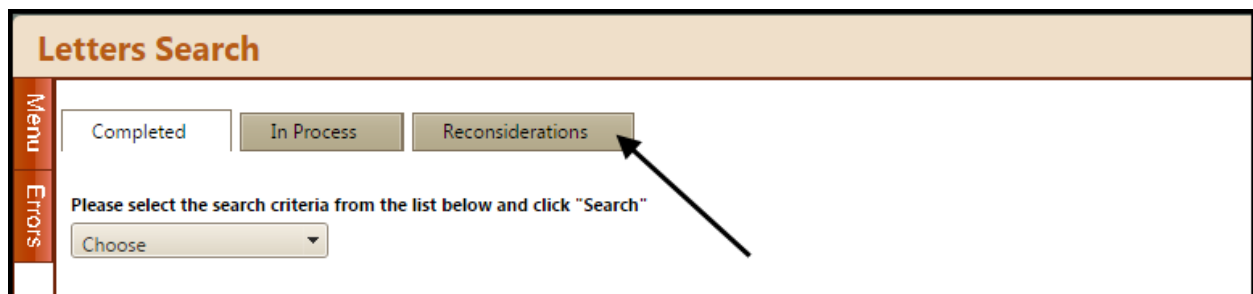 Letters Search
Menu
Completed
In Process
Reconsiderations
Errors
Please select the search criteria from the list below and click "Search"
Choose